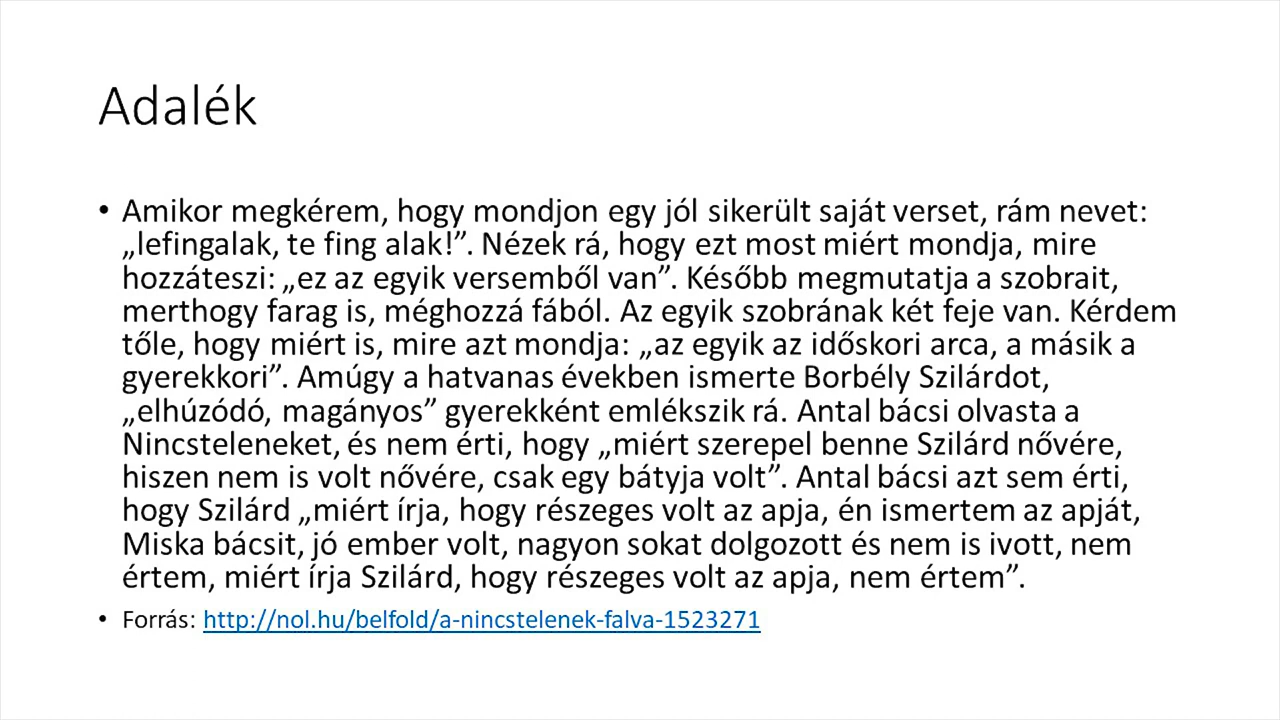 Adalék
• Amikor megkérem, hogy mondjon egy jól sikerült saját verset, rám nevet:
„lefingalak, te fing alak!”. Nézek rá, hogy ezt most miért mondja, mire
hozzáteszi: „ez az egyik versemből van”. Később megmutatja a szobrait,
merthogy farag is, méghozzá fából. Az egyik szobrának két feje van. Kérdem
tőle, hogy miért is, mire azt mondja: „az egyik az időskori arca, a másik a
gyerekkori”. Amúgy a hatvanas években ismerte Borbély Szilárdot,
„elhúzódó, magányos” gyerekként emlékszik rá. Antal bácsi olvasta a
Nincsteleneket, és nem érti, hogy „miért szerepel benne Szilárd nővére,
hiszen nem is volt nővére, csak egy bátyja volt”. Antal bácsi azt sem érti,
hogy Szilárd „miért írja, hogy részeges volt az apja, én ismertem az apját,
Miska bácsit, jó ember volt, nagyon sokat dolgozott és nem is ivott, nem
értem, miért írja Szilárd, hogy részeges volt az apja, nem értem”.
• Forrás: http://nol.hu/belfold/a-nincstelenek-falva-1523271